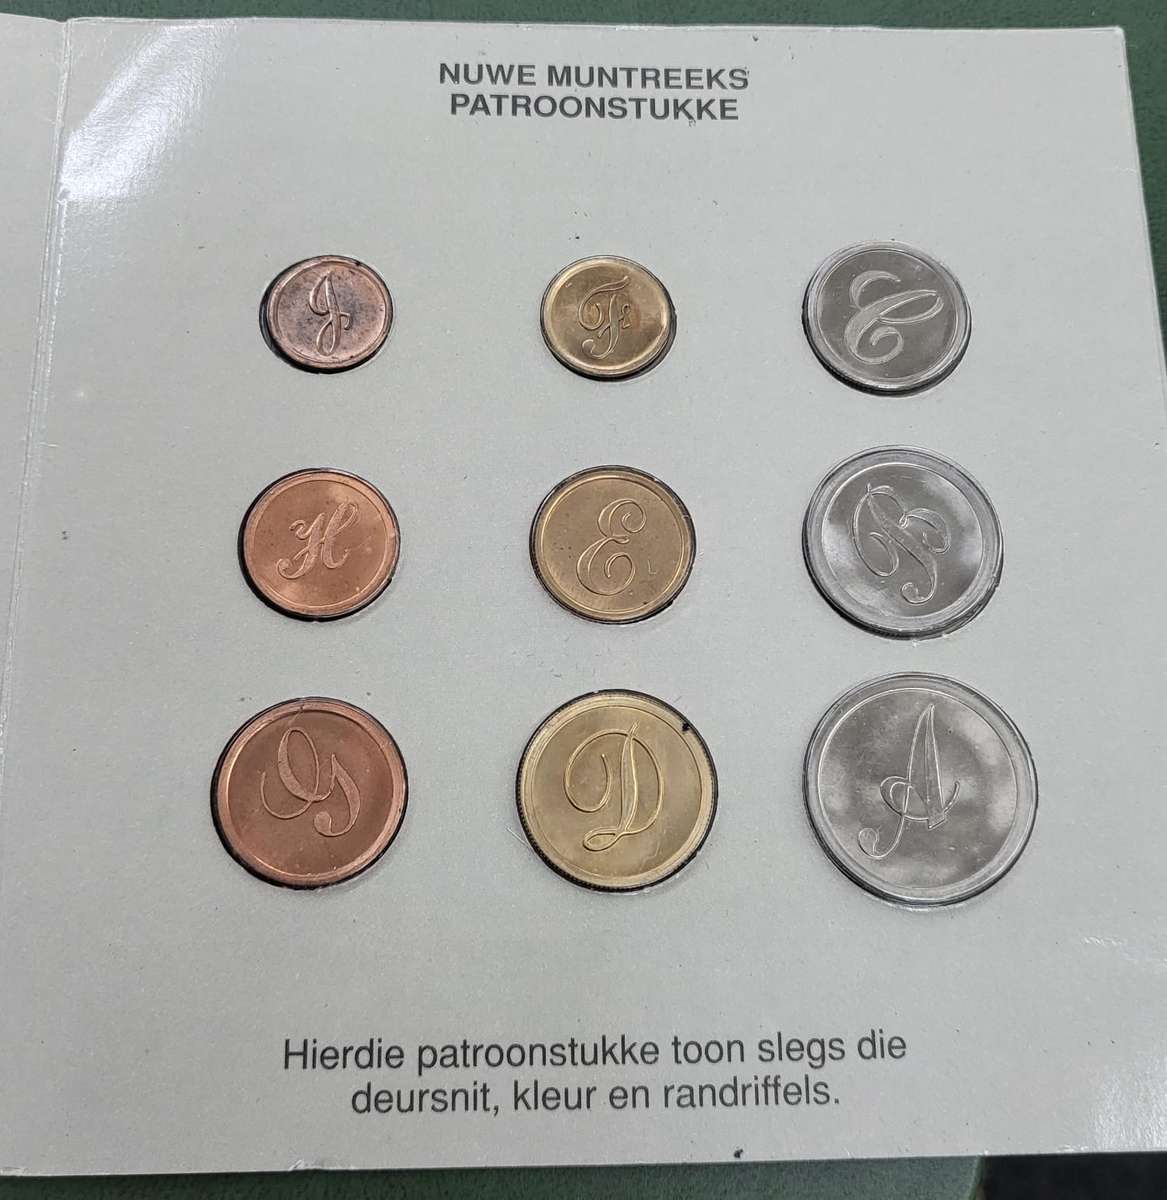 NUWE MUNTREEKS
PATROONSTUKKE
J
F
C
H
E L
B
G
D
A
Hierdie patroonstukke toon slegs die
deursnit, kleur en randriffels.